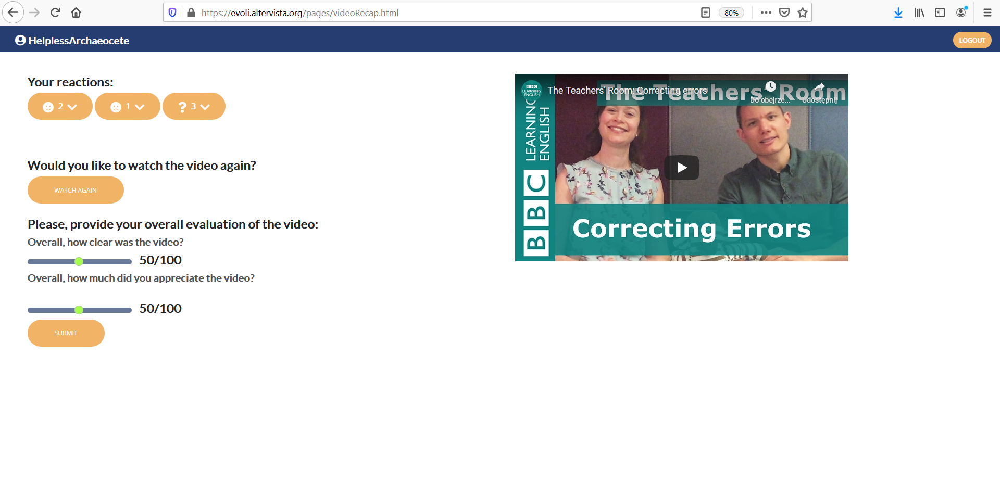 https://evoli.altervista.org/pages/videoRecap.html
80%
HelplessArchaeocete
LOGOUT
Your reactions:
2
1
? 3
Would you like to watch the video again?
WATCH AGAIN
Please, provide your overall evaluation of the video:
Overall, how clear was the video?
50/100
Overall, how much did you appreciate the video?
50/100
SUBMIT
BBC
LEARNING
ENGLISH
The Teachers' Room: Correcting errors
The Teachers' Room
Do obejrze...
Udostępnij
BBC
LEARNING
ENGLISH
Correcting Errors